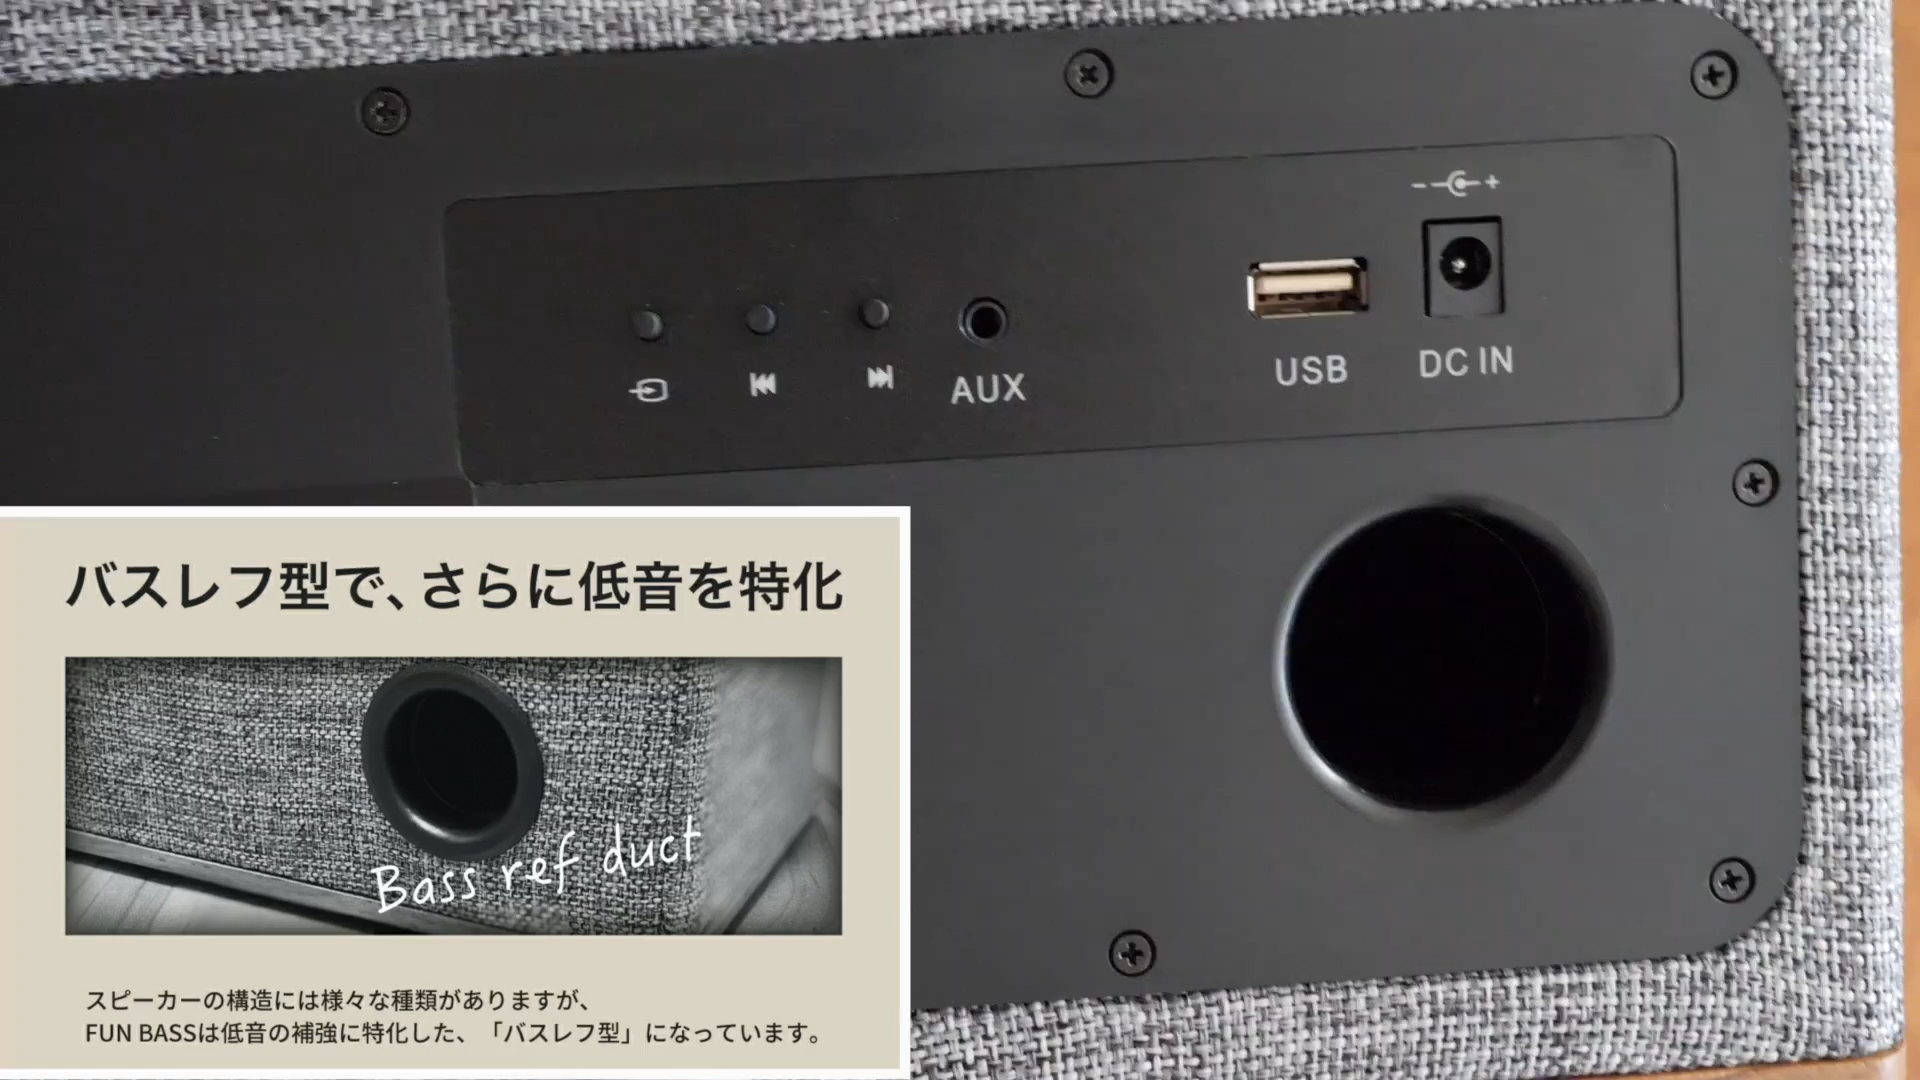 AUX
USB
DC IN
バスレフ型で、さらに低音を特化
Bass ref duct
スピーカーの構造には様々な種類がありますが、
FUN BASSは低音の補強に特化した、「バスレフ型」になっています。